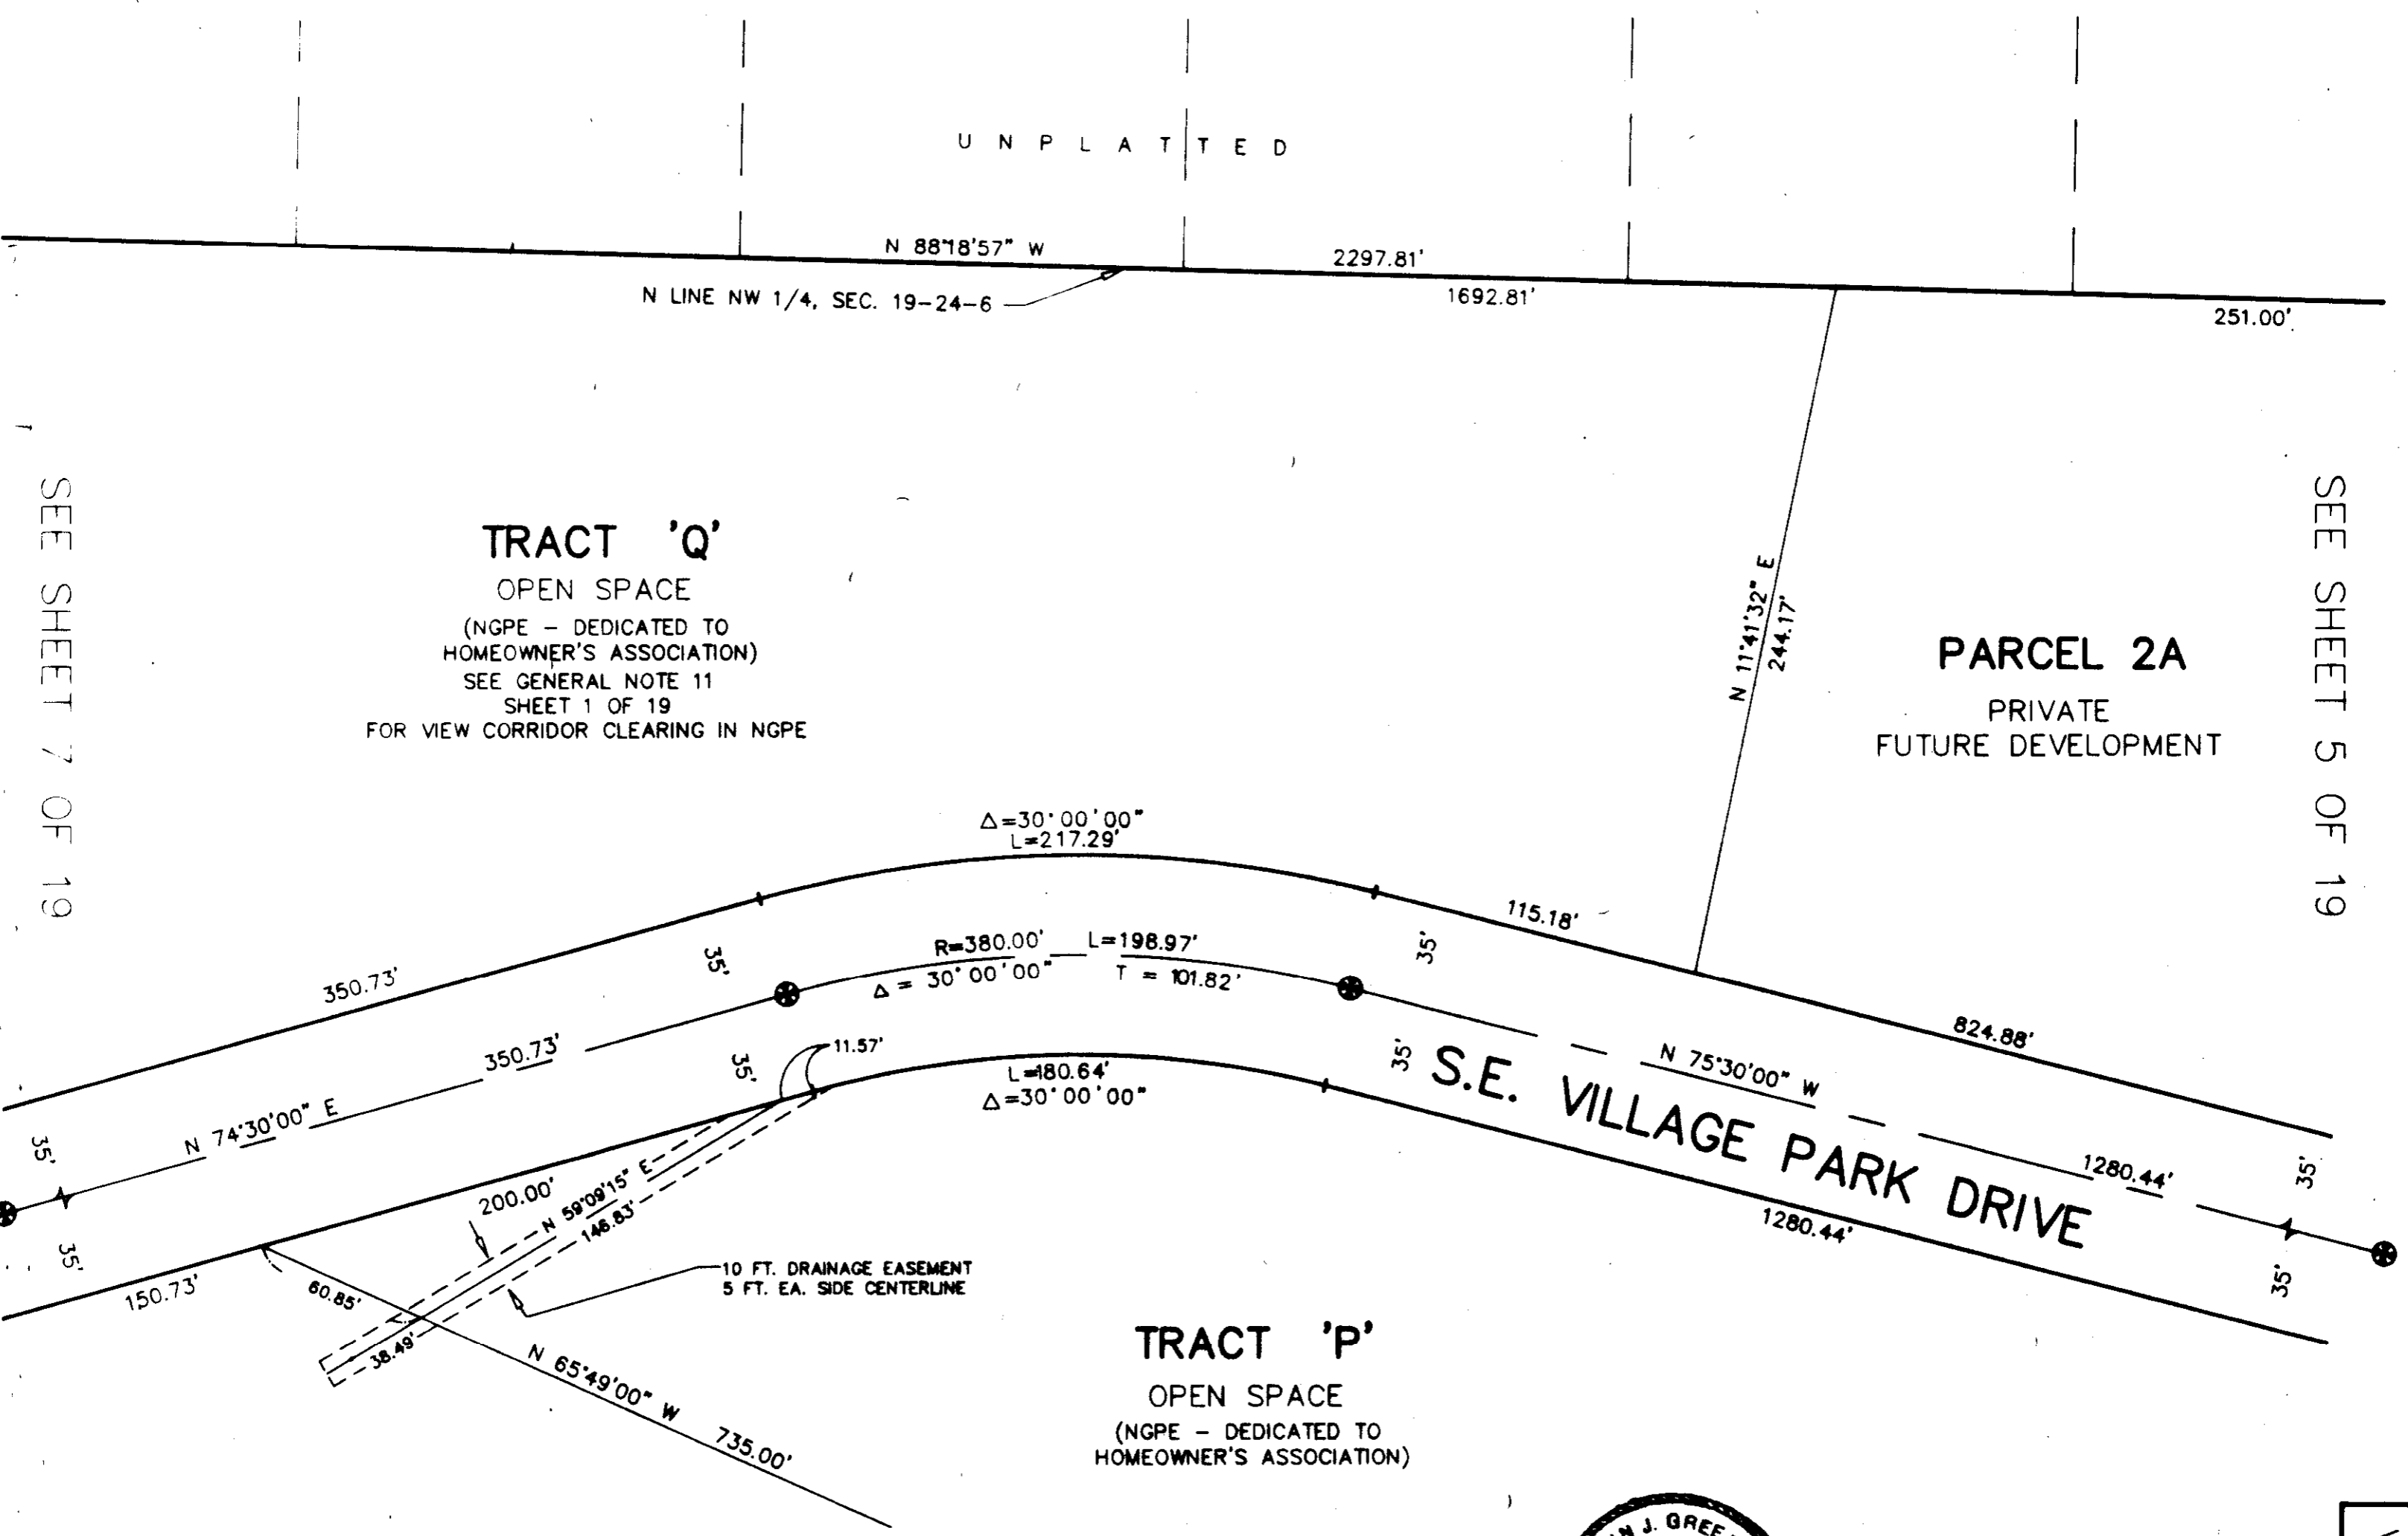 U N P L A T T E D
N 88°18'57" W
2297.81'
N LINE NW 1/4, SEC. 19-24-6
1692.81'
251.00'
SEE SHEET 7 OF 19
TRACT 'Q'
OPEN SPACE
(NGPE - DEDICATED TO
HOMEOWNER'S ASSOCIATION)
SEE GENERAL NOTE 11
SHEET 1 OF 19
FOR VIEW CORRIDOR CLEARING IN NGPE
N 11°41'32" E
244.17'
PARCEL 2A
PRIVATE
FUTURE DEVELOPMENT
SEE SHEET 5 OF 19
Δ=30°00'00"
L=217.29'
115.18'
350.73'
35'
R=380.00' L=198.97'
Δ = 30°00'00" T = 101.82'
35'
824.88'
350.73'
35'
11.57'
L=180.64'
Δ=30°00'00"
35'
S.E. VILLAGE PARK DRIVE
N 75°30'00" W
1280.44'
35'
N 74°30'00" E
35'
35'
200.00'
N 59°09'15" E
146.83'
1280.44'
35'
150.73'
60.85'
10 FT. DRAINAGE EASEMENT
5 FT. EA. SIDE CENTERLINE
38.49'
N 65°49'00" W
735.00'
TRACT 'P'
OPEN SPACE
(NGPE - DEDICATED TO
HOMEOWNER'S ASSOCIATION)
J. GREE